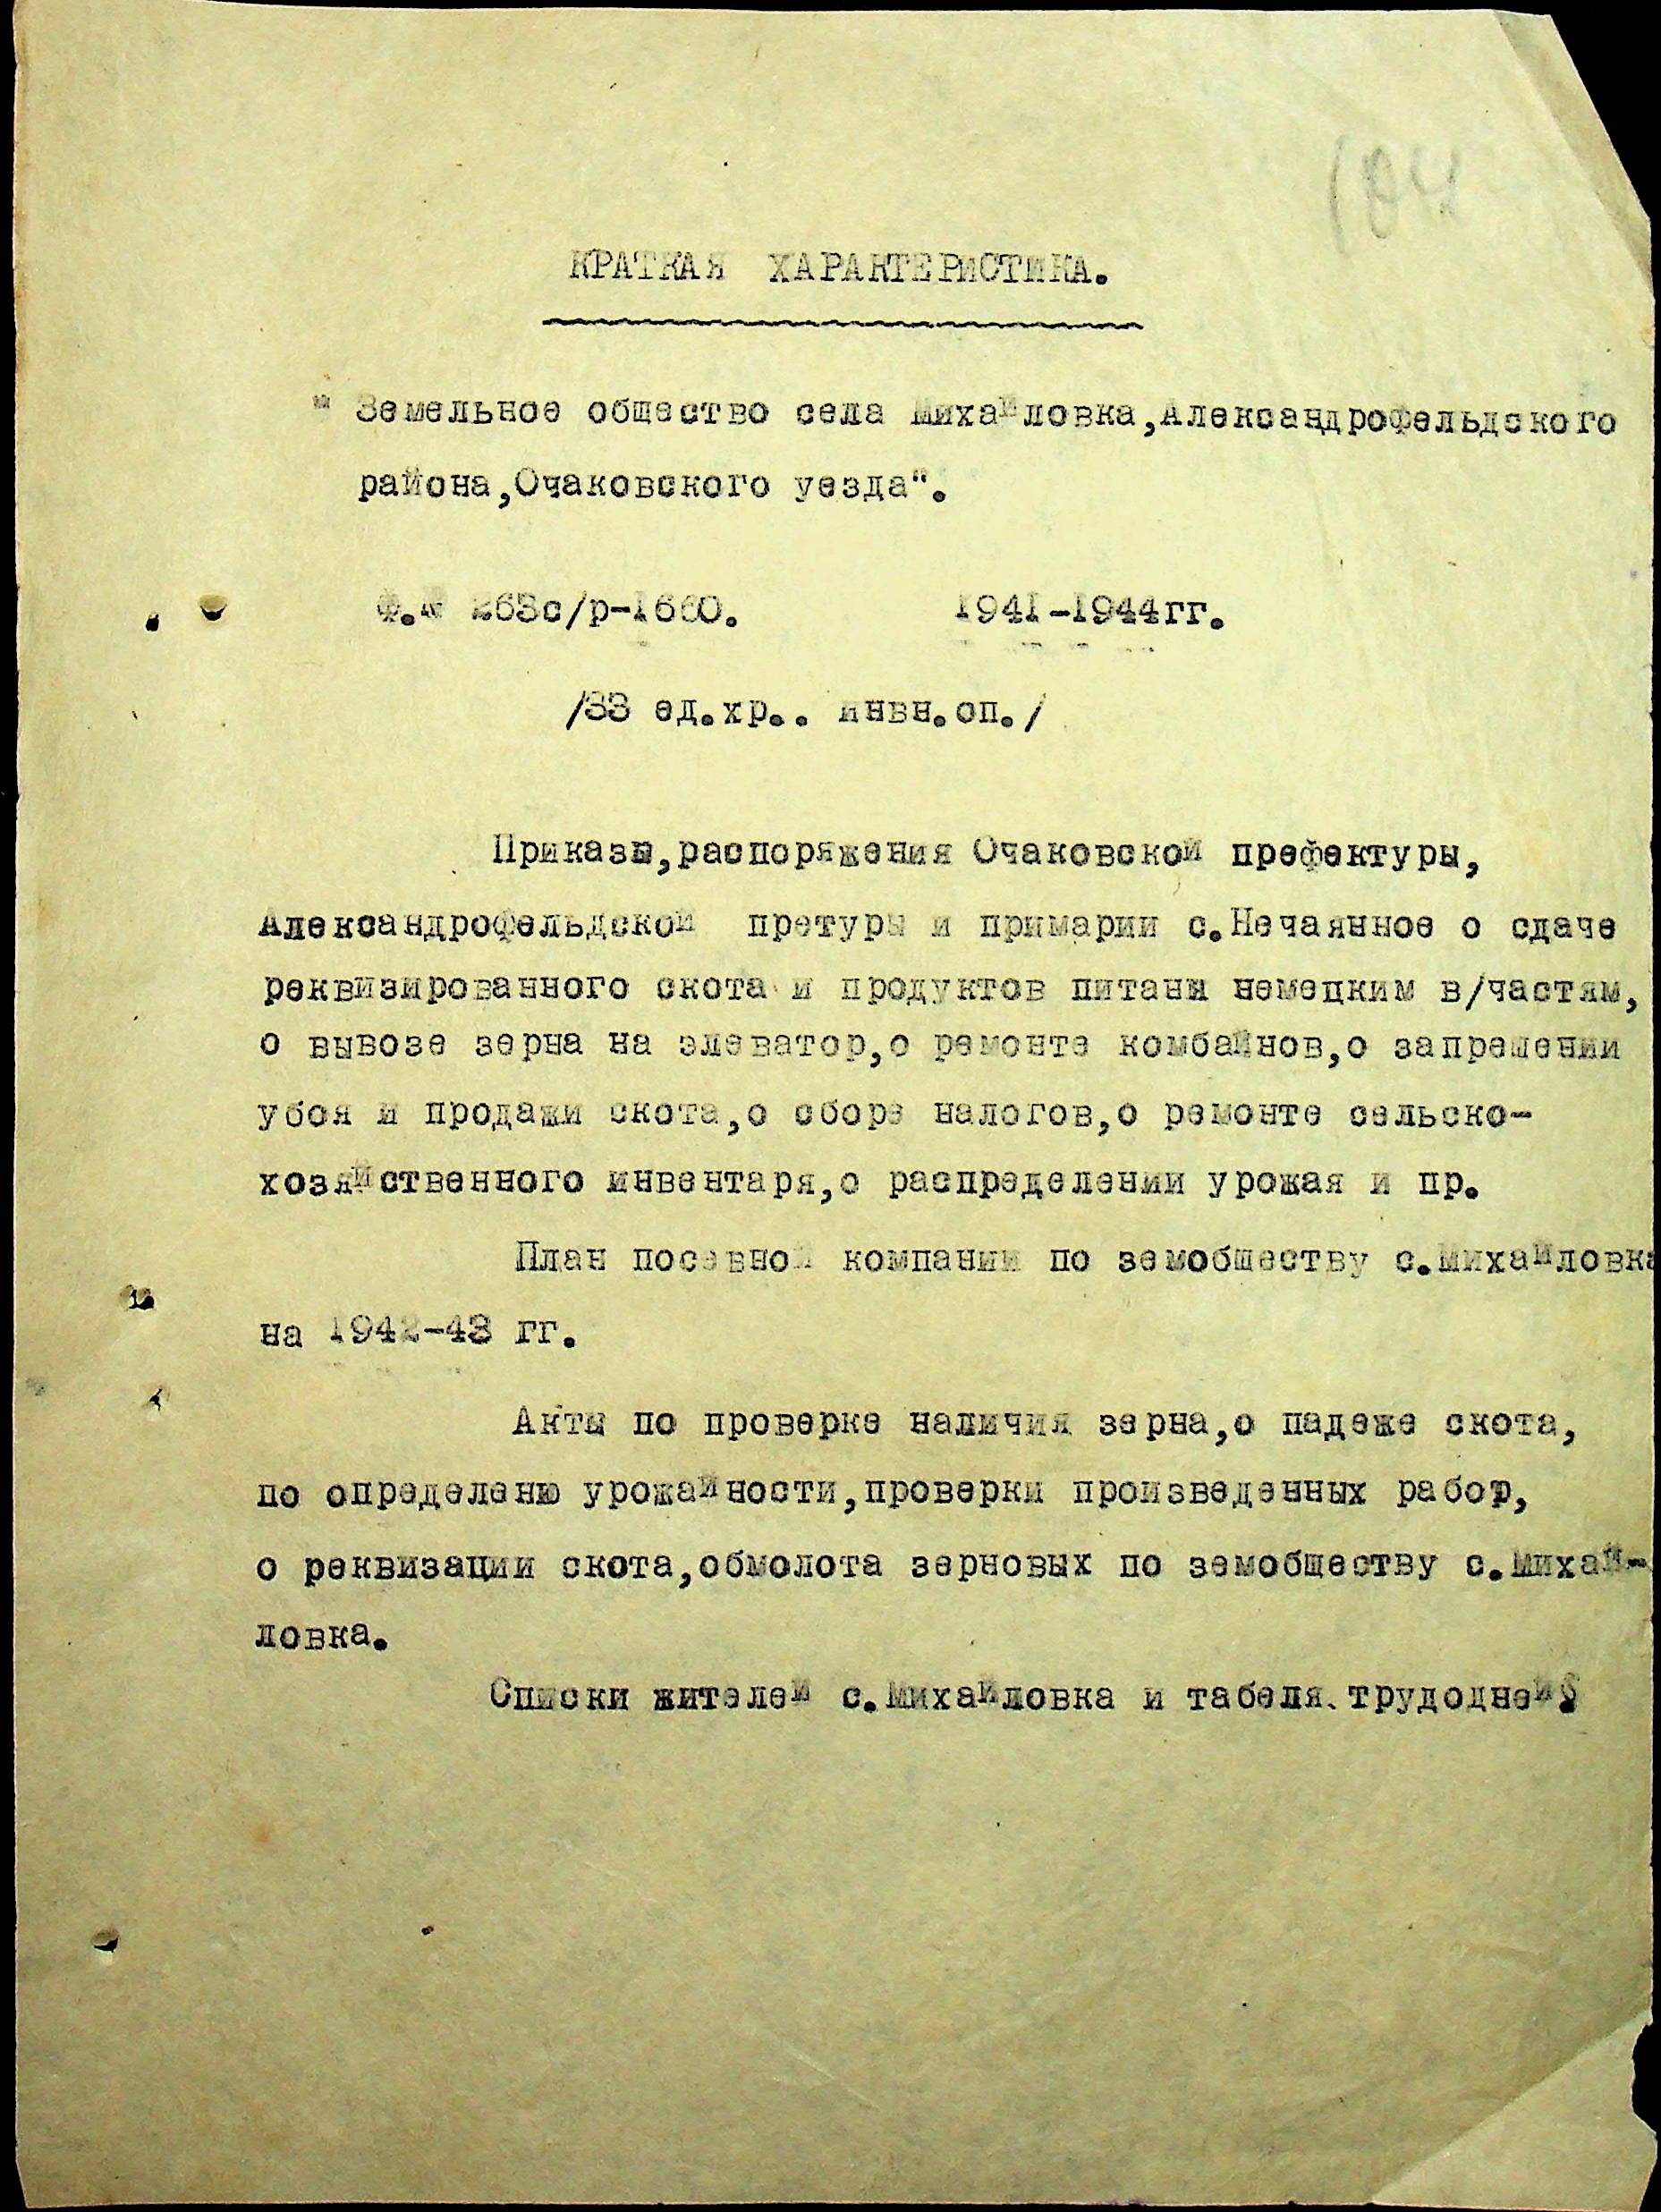 104
КРАТКАЯ ХАРАКТЕРИСТИКА.
" Земельное общество села Михайловка,Александрофельдского
района,Очаковского уезда".
Ф.№ 263с/р-1660. 1941-1944гг.
/33 ед.хр.. инвн.оп./
Приказы,распоряжения Очаковской префектуры,
Александрофельдской претуры и примарии с.Нечаянное о сдаче
реквизированного скота и продуктов питаня немецким в/частям,
о вывозе зерна на элеватор,о ремонте комбайнов,о запрещении
убоя и продажи скота,о сборе налогов,о ремонте сельско-
хозяйственного инвентаря,о распределении урожая и пр.
План посевной компании по земобществу с.Михайловка
на 1942-43 гг.
Акты по проверке наличия зерна,о падеже скота,
по определеню урожайности,проверки произведенных работ,
о реквизации скота,обмолота зерновых по земобществу с.Михай-
ловка.
Списки жителей с.Михайловка и табеля трудодней.